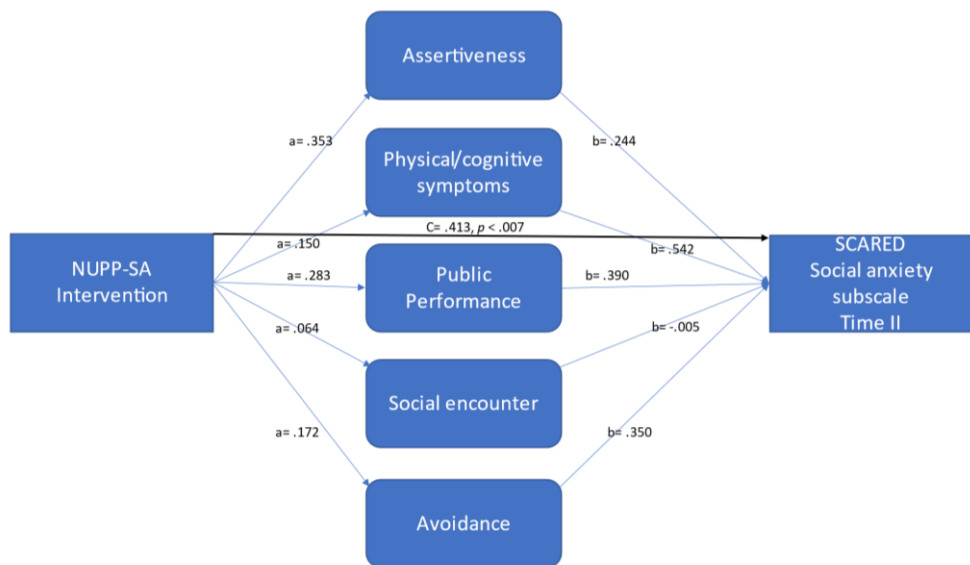 Assertiveness
a= .353
b= .244
Physical/cognitive
symptoms
C= .413, p < .007
NUPP-SA
Intervention
a= .150
b= .542
SCARED
Social anxiety
subscale
Time II
a= .283
Public
Performance
b= .390
a= .064
b= -.005
Social encounter
a= .172
b= .350
Avoidance